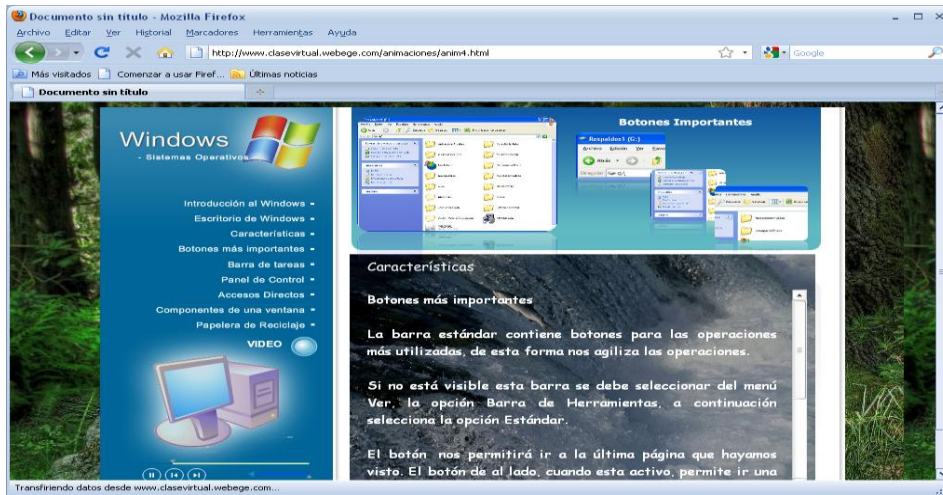 Documento sin título - Mozilla Firefox
Archivo Editar Ver Historial Marcadores Herramientas Ayuda
http://www.clasevirtual.webege.com/animaciones/anim4.html
Google
Más visitados Comenzar a usar Firef... Últimas noticias
Documento sin título
Windows
- Sistemas Operativos
Introducción al Windows
Escritorio de Windows
Características
Botones más importantes
Barra de tareas
Panel de Control
Accesos Directos
Componentes de una ventana
Papelera de Reciclaje
VIDEO
Botones Importantes
Respaldos1 (G:)
Atrás
Características
Botones más importantes
La barra estándar contiene botones para las operaciones
más utilizadas, de esta forma nos agiliza las operaciones.
Si no está visible esta barra se debe seleccionar del menú
Ver, la opción Barra de Herramientas, a continuación
selecciona la opción Estándar.
El botón nos permitirá ir a la última página que hayamos
visto. El botón de al lado, cuando esta activo, permite ir una
Transfiriendo datos desde www.clasevirtual.webege.com...